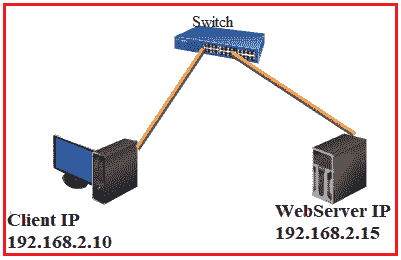 Switch
Client IP
192.168.2.10
WebServer IP
192.168.2.15